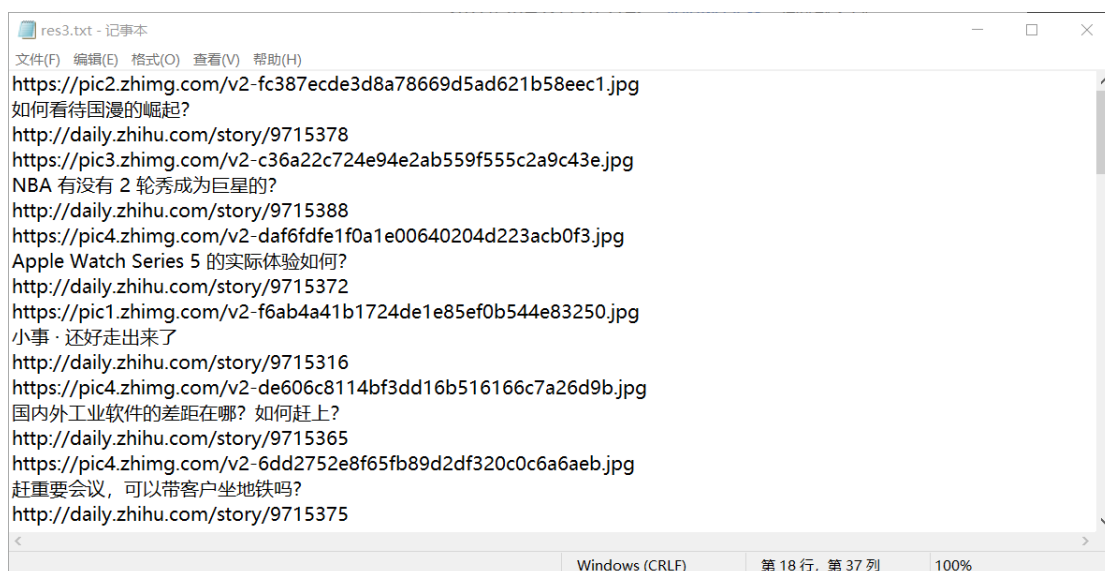 res3.txt - 记事本
文件(F) 编辑(E) 格式(O) 查看(V) 帮助(H)
https://pic2.zhimg.com/v2-fc387ecde3d8a78669d5ad621b58eec1.jpg
如何看待国漫的崛起？
http://daily.zhihu.com/story/9715378
https://pic3.zhimg.com/v2-c36a22c724e94e2ab559f555c2a9c43e.jpg
NBA 有没有 2 轮秀成为巨星的？
http://daily.zhihu.com/story/9715388
https://pic4.zhimg.com/v2-daf6fdfe1f0a1e00640204d223acb0f3.jpg
Apple Watch Series 5 的实际体验如何？
http://daily.zhihu.com/story/9715372
https://pic1.zhimg.com/v2-f6ab4a41b1724de1e85ef0b544e83250.jpg
小事 · 还好走出来了
http://daily.zhihu.com/story/9715316
https://pic4.zhimg.com/v2-de606c8114bf3dd16b516166c7a26d9b.jpg
国内外工业软件的差距在哪？如何赶上？
http://daily.zhihu.com/story/9715365
https://pic4.zhimg.com/v2-6dd2752e8f65fb89d2df320c0c6a6aeb.jpg
赶重要会议，可以带客户坐地铁吗？
http://daily.zhihu.com/story/9715375
Windows (CRLF) 第 18 行，第 37 列 100%